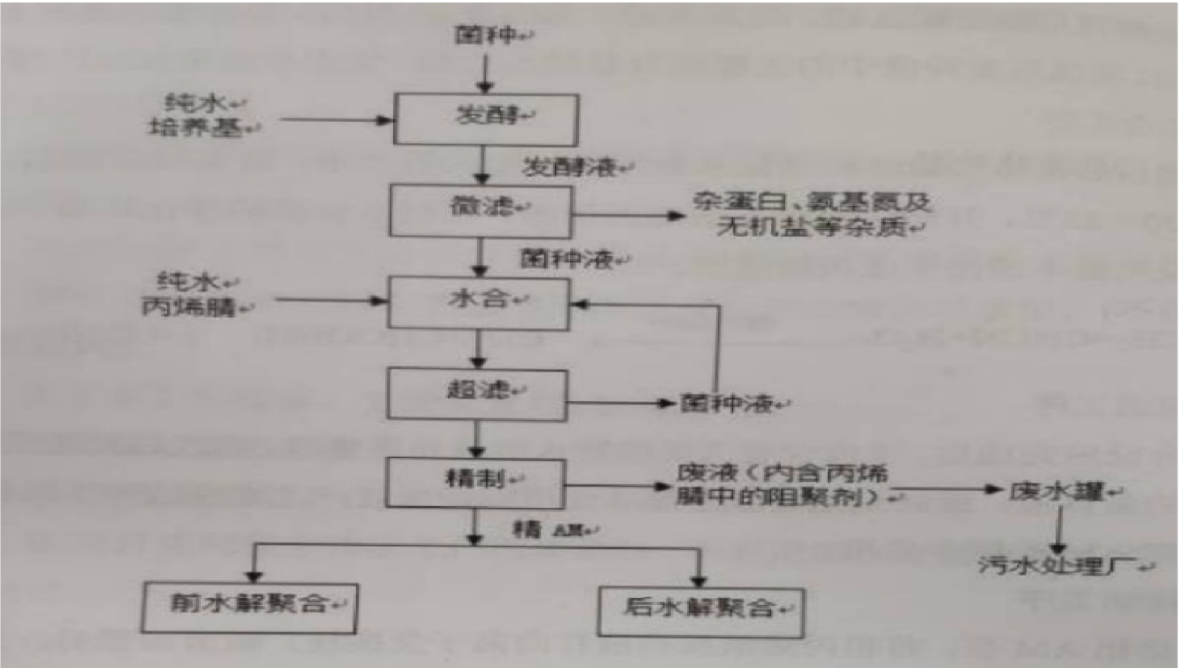 菌种
纯水
培养基
发酵
发酵液
微滤
杂蛋白、氨基氮及
无机盐等杂质
菌种液
纯水
丙烯腈
水合
超滤
菌种液
精制
废液（内含丙烯
腈中的阻聚剂）
废水罐
精 AM
污水处理厂
前水解聚合
后水解聚合